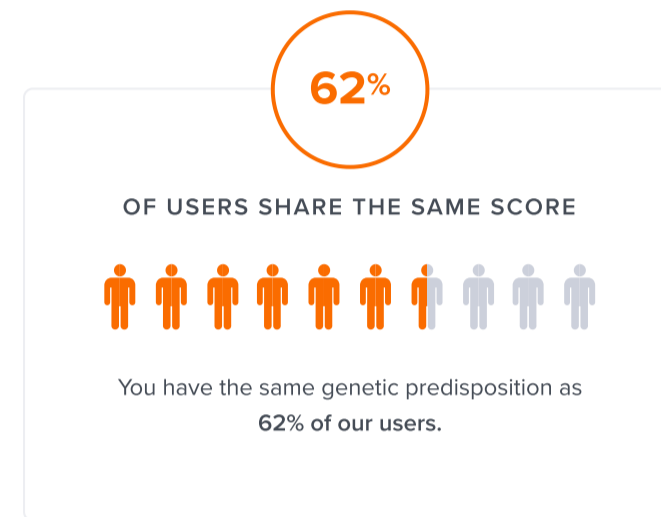 62%
OF USERS SHARE THE SAME SCORE
You have the same genetic predisposition as
62% of our users.